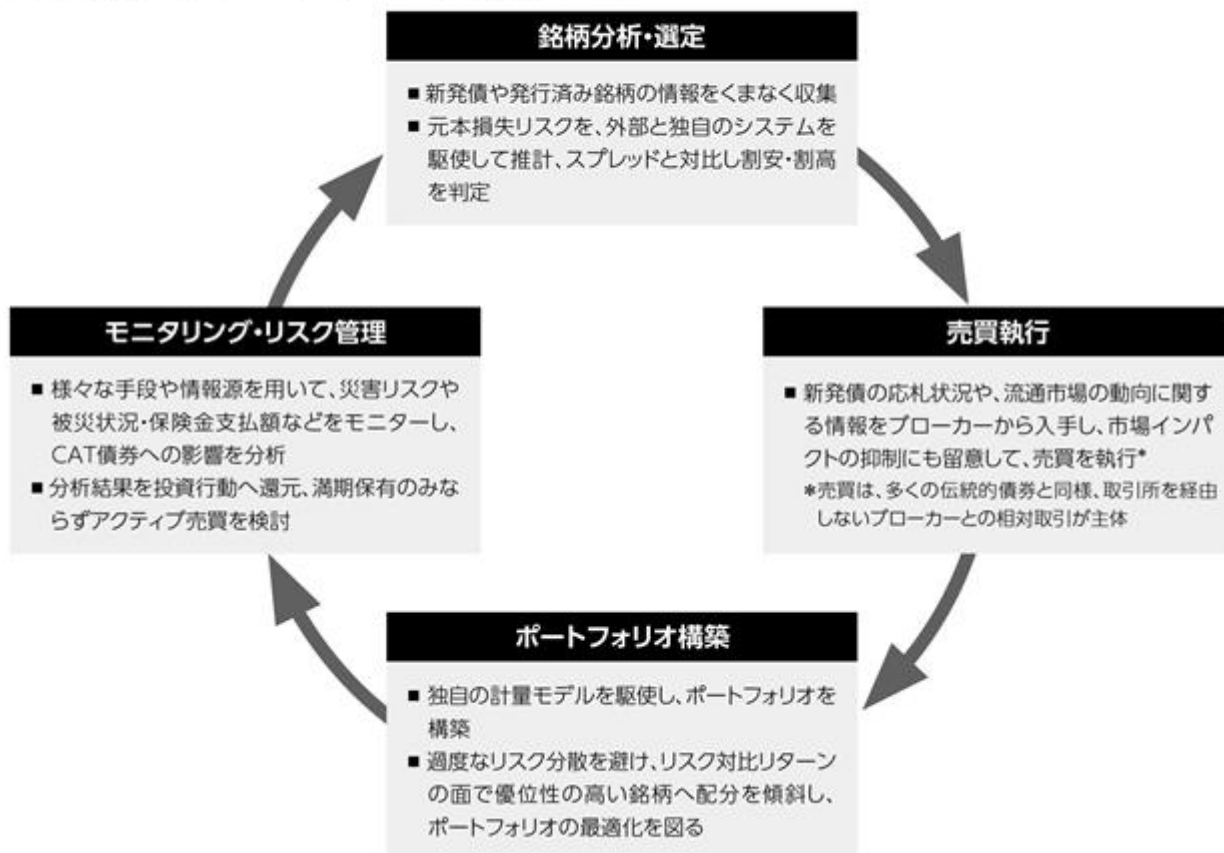 銘柄分析・選定
■ 新発債や発行済み銘柄の情報をくまなく収集
■ 元本損失リスクを、外部と独自のシステムを
駆使して推計、スプレッドと対比し割安・割高
を判定
モニタリング・リスク管理
■ 様々な手段や情報源を用いて、災害リスクや
被災状況・保険金支払額などをモニターし、
CAT債券への影響を分析
■ 分析結果を投資行動へ還元、満期保有のみな
らずアクティブ売買を検討
売買執行
■ 新発債の応札状況や、流通市場の動向に関す
る情報をブローカーから入手し、市場インパ
クトの抑制にも留意して、売買を執行*
*売買は、多くの伝統的債券と同様、取引所を経由
しないブローカーとの相対取引が主体
ポートフォリオ構築
■ 独自の計量モデルを駆使し、ポートフォリオを
構築
■ 過度なリスク分散を避け、リスク対比リターン
の面で優位性の高い銘柄へ配分を傾斜し、
ポートフォリオの最適化を図る